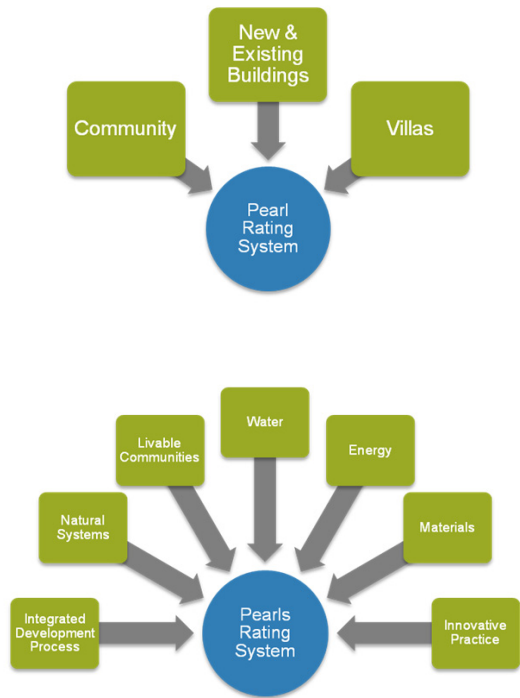 New &
Existing
Buildings
Community
Villas
Pearl
Rating
System
Water
Livable
Communities
Energy
Natural
Systems
Materials
Integrated
Development
Process
Pearls
Rating
System
Innovative
Practice